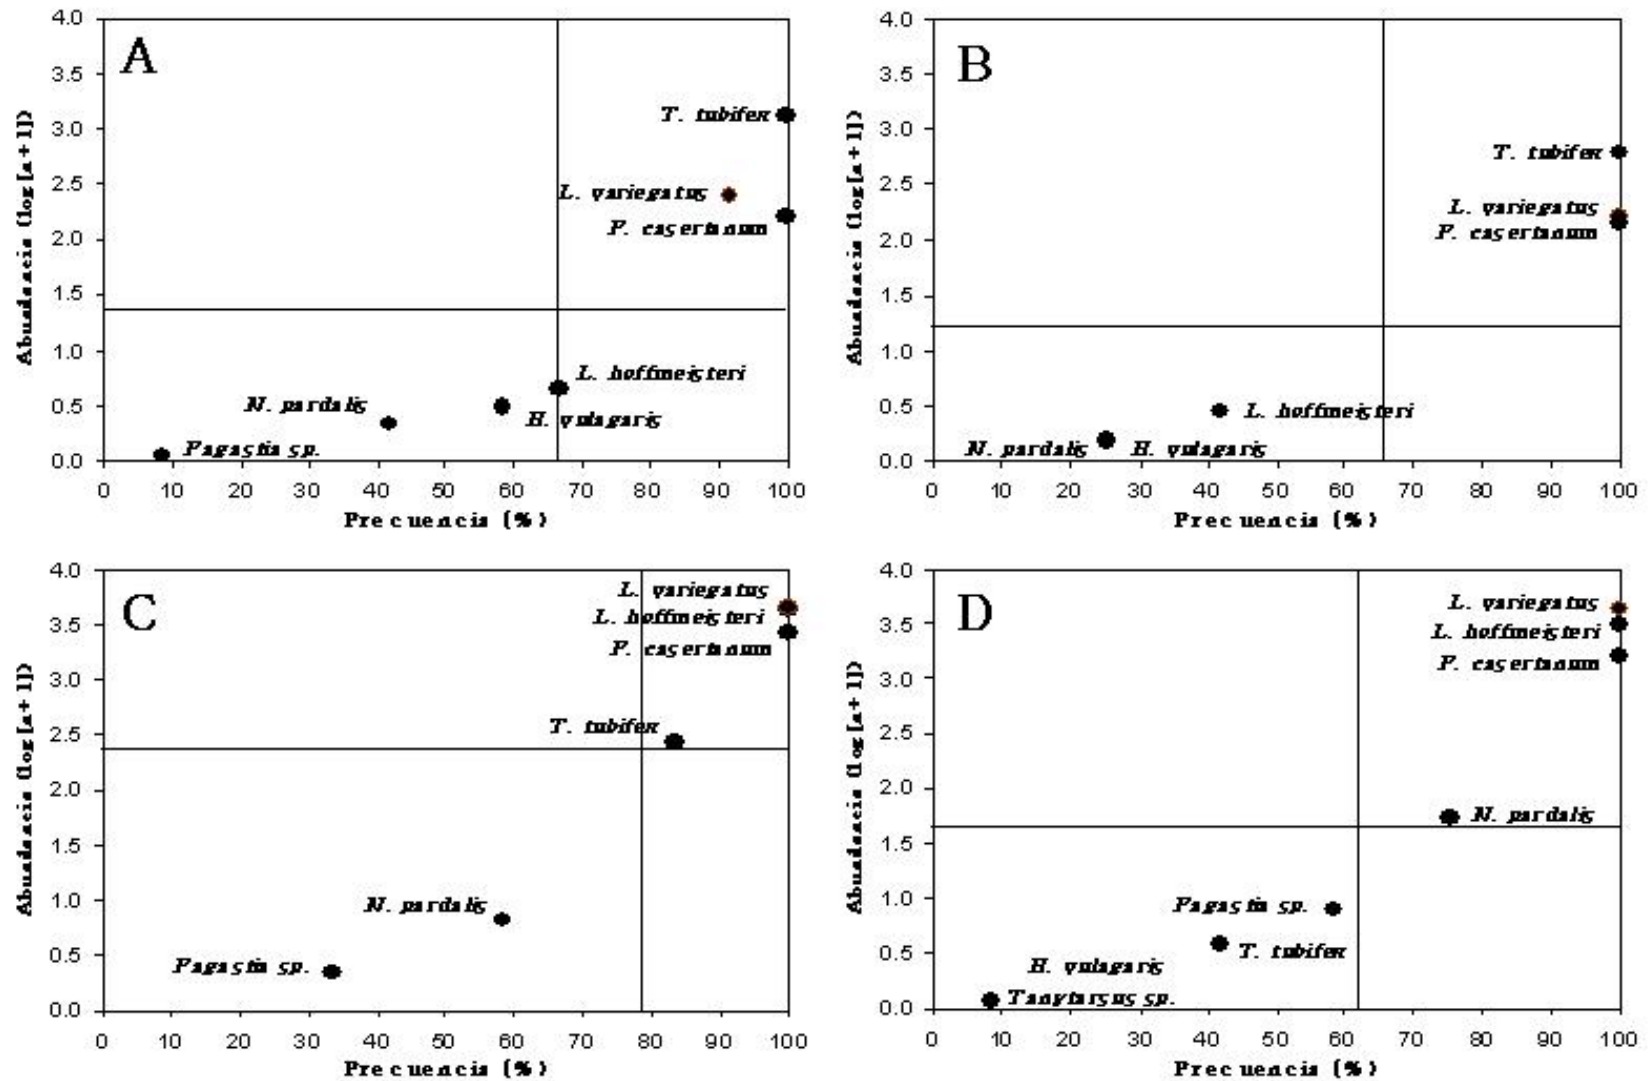 A
Abundancia (log[a+1])
4.0
3.5
3.0
2.5
2.0
1.5
1.0
0.5
0.0
T. tubifex
L. variegatus
P. casertanum
L. hoffmeisteri
N. pardalis
H. vulagaris
Pagastia sp.
0 10 20 30 40 50 60 70 80 90 100
Precuencia (%)
B
Abundancia (log[a+1])
4.0
3.5
3.0
2.5
2.0
1.5
1.0
0.5
0.0
T. tubifex
L. variegatus
P. casertanum
L. hoffmeisteri
N. pardalis H. vulagaris
0 10 20 30 40 50 60 70 80 90 100
Precuencia (%)
C
Abundancia (log[a+1])
4.0
3.5
3.0
2.5
2.0
1.5
1.0
0.5
0.0
L. variegatus
L. hoffmeisteri
P. casertanum
T. tubifex
N. pardalis
Pagastia sp.
0 10 20 30 40 50 60 70 80 90 100
Precuencia (%)
D
Abundancia (log[a+1])
4.0
3.5
3.0
2.5
2.0
1.5
1.0
0.5
0.0
L. variegatus
L. hoffmeisteri
P. casertanum
N. pardalis
Pagastia sp.
T. tubifex
H. vulagaris
Tanytarsus sp.
0 10 20 30 40 50 60 70 80 90 100
Precuencia (%)